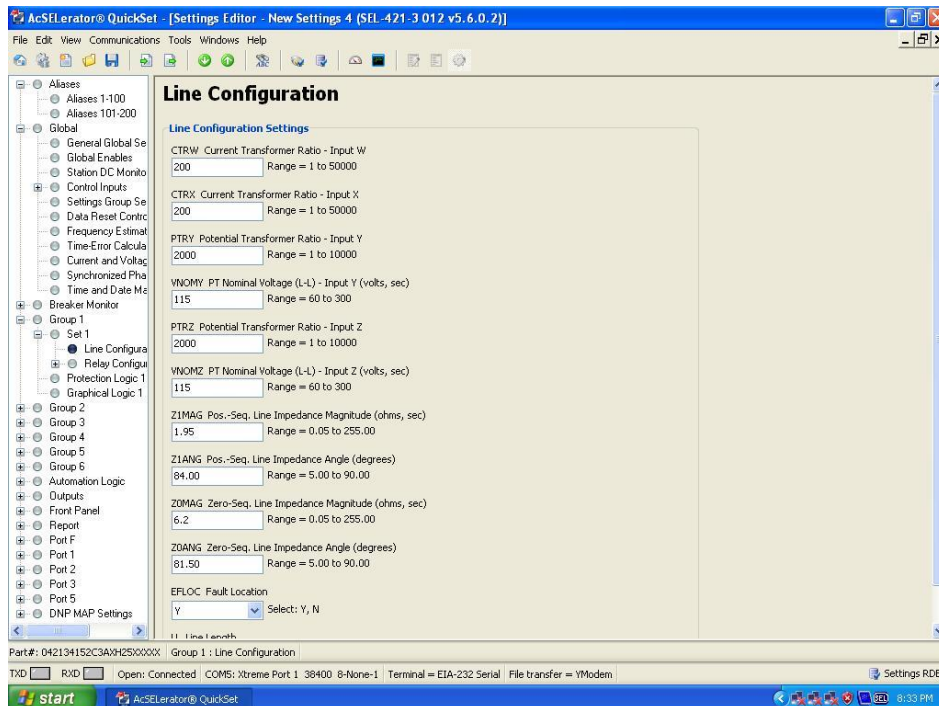 AcSELerator® QuickSet - [Settings Editor - New Settings 4 (SEL-421-3 012 v5.6.0.2)]
File Edit View Communications Tools Windows Help
Aliases
Aliases 1-100
Aliases 101-200
Global
General Global Se
Global Enables
Station DC Monito
Control Inputs
Settings Group Se
Data Reset Contro
Frequency Estimat
Time-Error Calcula
Current and Voltag
Synchronized Pha
Time and Date Ma
Breaker Monitor
Group 1
Set 1
Line Configura
Relay Configu
Protection Logic 1
Graphical Logic 1
Group 2
Group 3
Group 4
Group 5
Group 6
Automation Logic
Outputs
Front Panel
Report
Port F
Port 1
Port 2
Port 3
Port 5
DNP MAP Settings
Line Configuration
Line Configuration Settings
CTRW Current Transformer Ratio - Input W
200 Range = 1 to 50000
CTRX Current Transformer Ratio - Input X
200 Range = 1 to 50000
PTRY Potential Transformer Ratio - Input Y
2000 Range = 1 to 10000
VNOMY PT Nominal Voltage (L-L) - Input Y (volts, sec)
115 Range = 60 to 300
PTRZ Potential Transformer Ratio - Input Z
2000 Range = 1 to 10000
VNOMZ PT Nominal Voltage (L-L) - Input Z (volts, sec)
115 Range = 60 to 300
Z1MAG Pos.-Seq. Line Impedance Magnitude (ohms, sec)
1.95 Range = 0.05 to 255.00
Z1ANG Pos.-Seq. Line Impedance Angle (degrees)
84.00 Range = 5.00 to 90.00
Z0MAG Zero-Seq. Line Impedance Magnitude (ohms, sec)
6.2 Range = 0.05 to 255.00
Z0ANG Zero-Seq. Line Impedance Angle (degrees)
81.50 Range = 5.00 to 90.00
EFLOC Fault Location
Y Select: Y, N
LL Line Length
Part#: 042134152C3AXH25XXXXX Group 1 : Line Configuration
TXD RXD Open: Connected COM5: Xtreme Port 1 38400 8-None-1 Terminal = EIA-232 Serial File transfer = YModem Settings RDB
start AcSELerator® QuickSet 8:33 PM